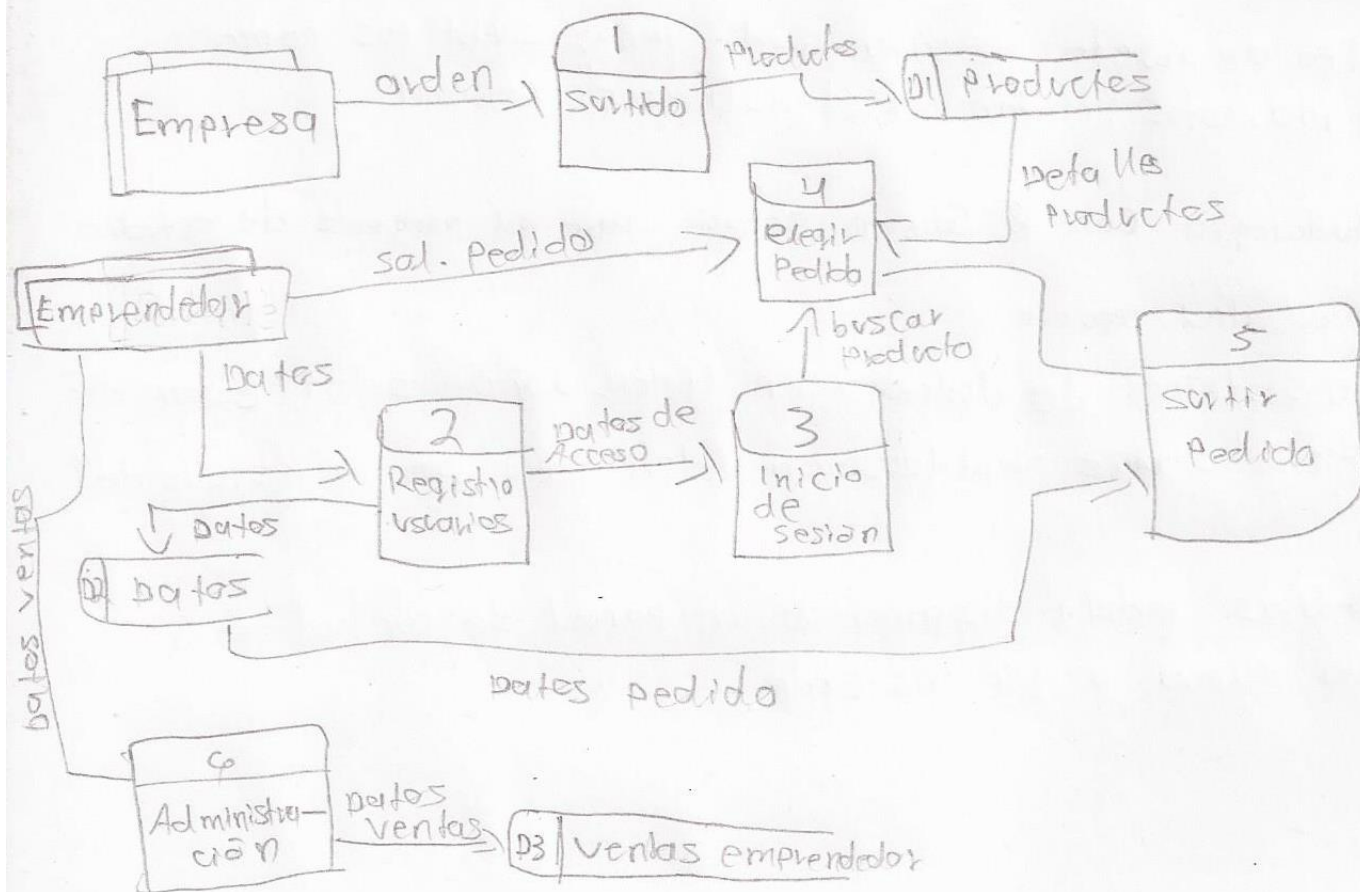 Empresa
orden
1
Surtido
Productos
D1 Productos
Detalles
Productos
4
elegir
Pedido
sol. Pedido
Emprendedor
Datos
2
Registro
usuarios
Datos de
Acceso
3
Inicio
de
sesión
buscar
Producto
5
Surtir
Pedido
Datos
D2 Datos
Datos pedido
Datos ventas
6
Administra-
ción
Datos
ventas
D3 ventas emprendedor